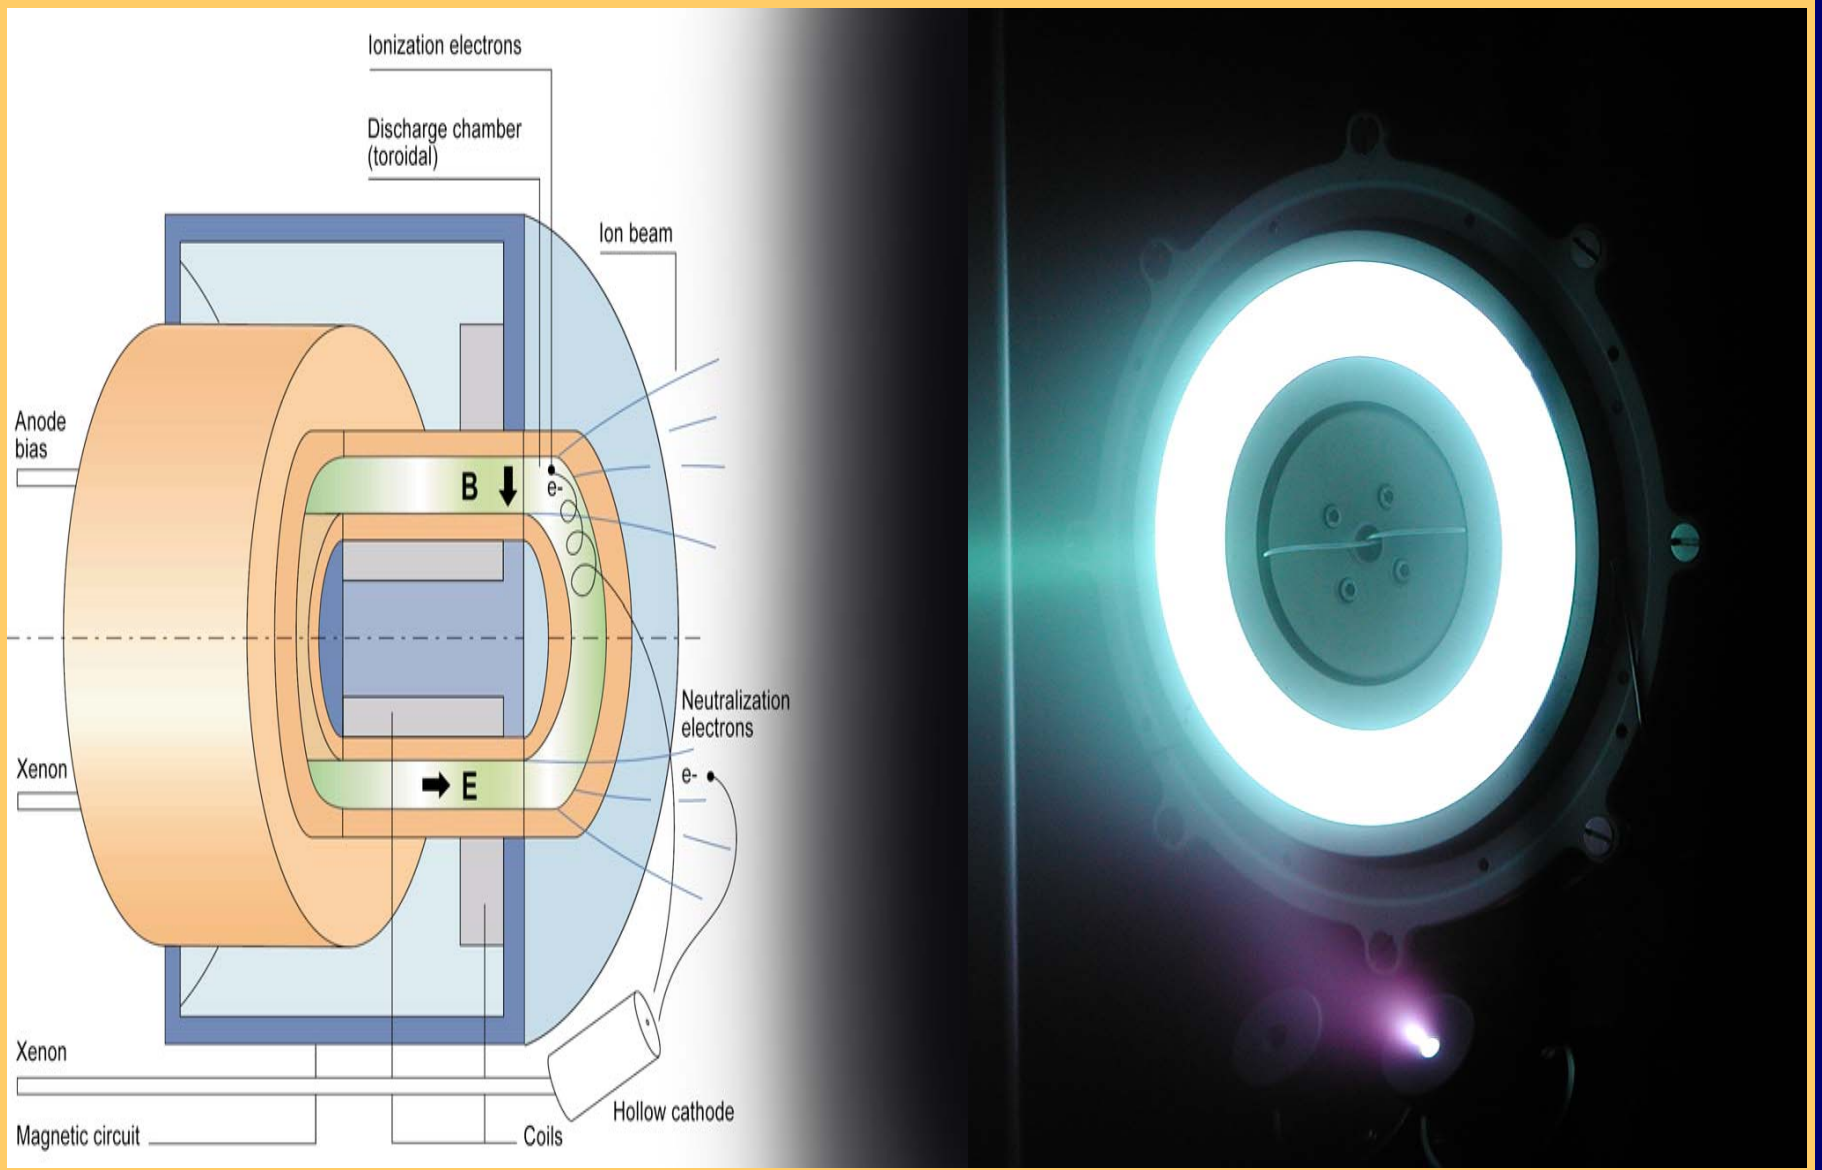 Ionization electrons
Discharge chamber
(toroidal)
Ion beam
Anode
bias
B
e-
Neutralization
electrons
Xenon
e-
E
Xenon
Hollow cathode
Magnetic circuit
Coils